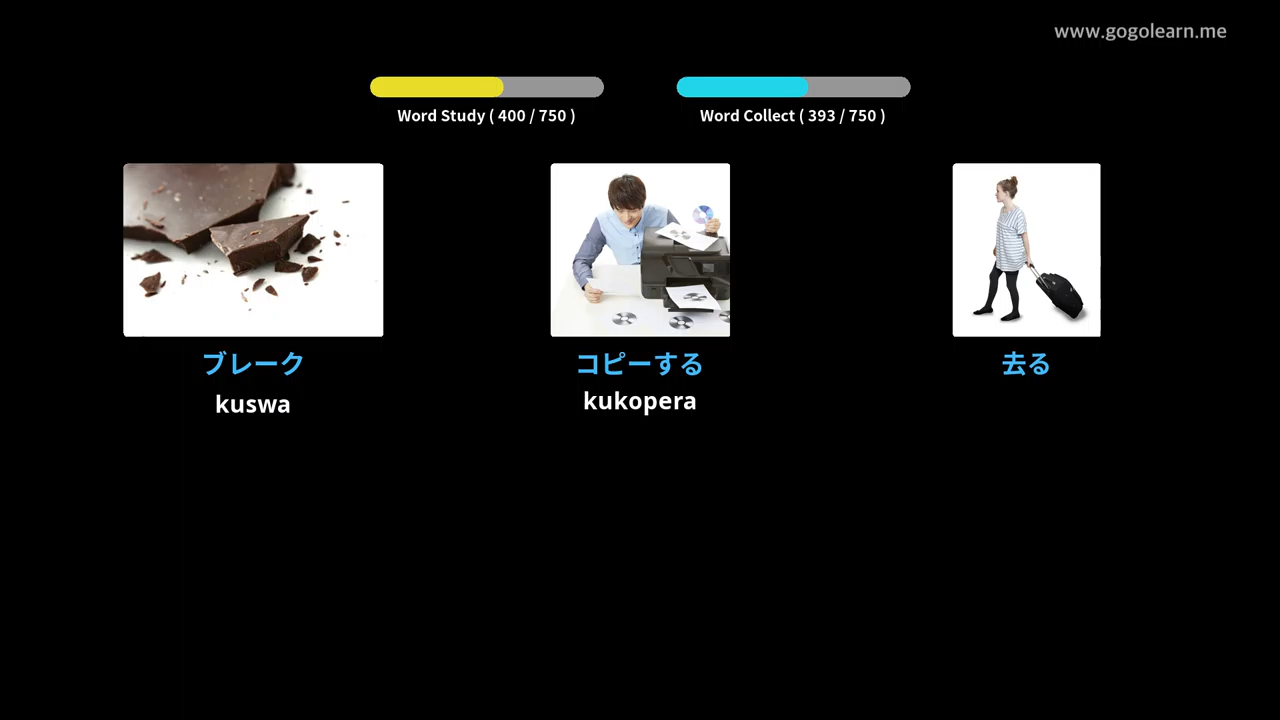 www.gogolearn.me
Word Study ( 400 / 750 )
Word Collect ( 393 / 750 )
ブレーク
コピーする
去る
kuswa
kukopera